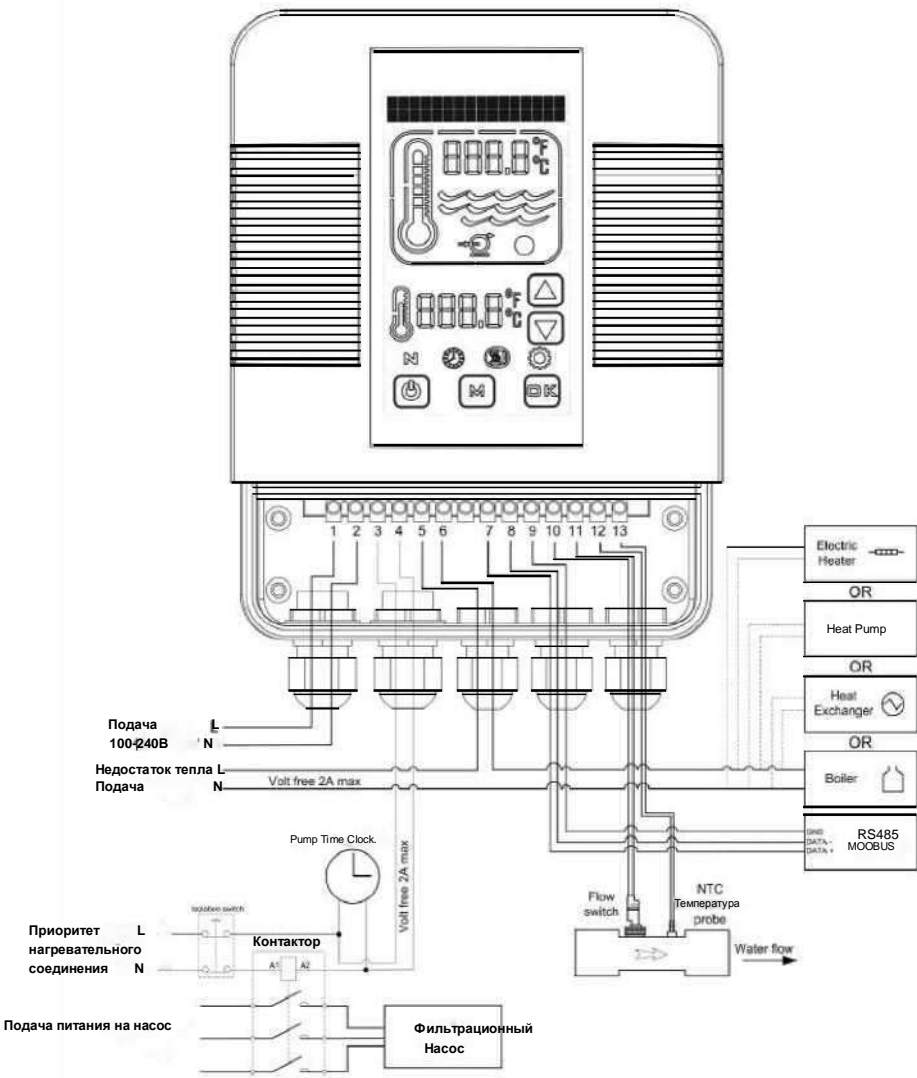 °F
°C
°F
°C
M
OK
1 2 3 4 5 6 7 8 9 10 11 12 13
Electric
Heater
OR
Heat Pump
OR
Heat
Exchanger
OR
Boiler
GND
DATA -
DATA +
RS485
MOOBUS
Подача L
100÷240В N
Недостаток тепла L
Подача N
Volt free 2A max
Pump Time Clock.
Volt free 2A max
Isolation switch
Приоритет L
нагревательного
соединения N
Контактор
A1 A2
Flow
switch
NTC
Температура
probe
Water flow
Подача питания на насос
Фильтрационный
Насос